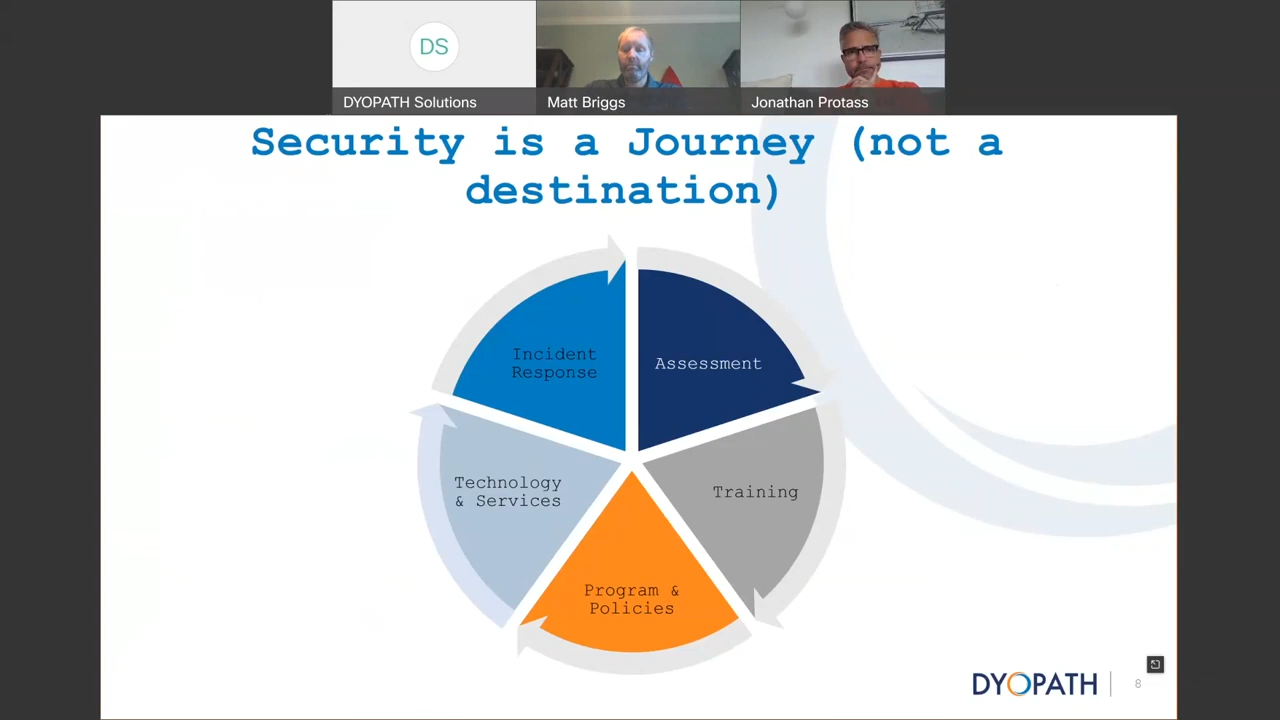 DS
DYOPATH Solutions
Matt Briggs
Jonathan Protass
Security is a Journey (not a
destination)
Incident
Response
Assessment
Technology
& Services
Training
Program &
Policies
DYOPATH
8